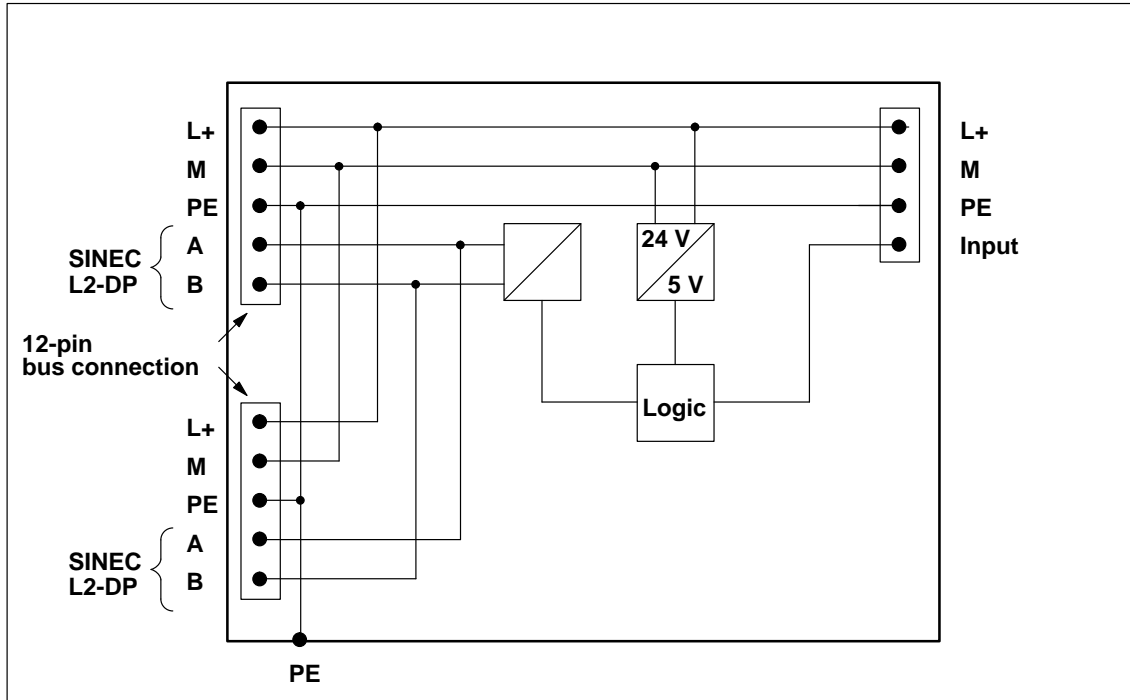 L+
M
PE
A
B
SINEC
L2-DP
12-pin
bus connection
L+
M
PE
A
B
SINEC
L2-DP
PE
24 V
5 V
Logic
L+
M
PE
Input